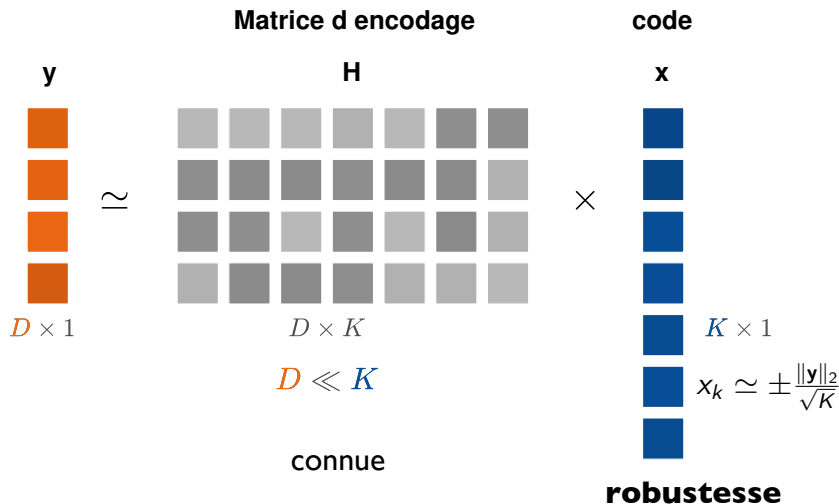 Matrice d encodage code
y H x
≃ ×
D × 1 D × K K × 1
D ≪ K
x_k ≃ ± ‖y‖₂ / √K
connue
robustesse